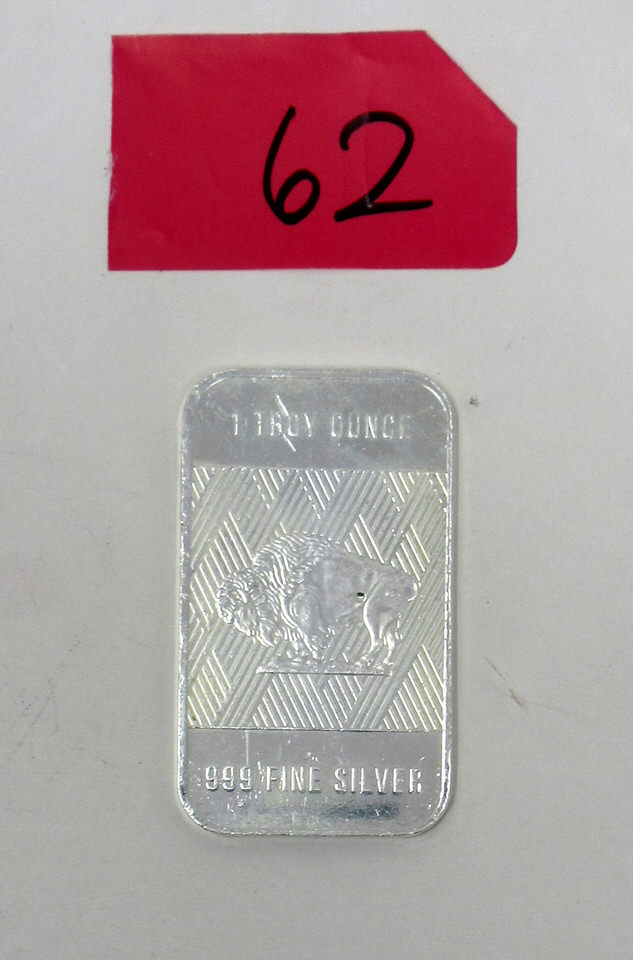 62
1 TROY OUNCE
999 FINE SILVER